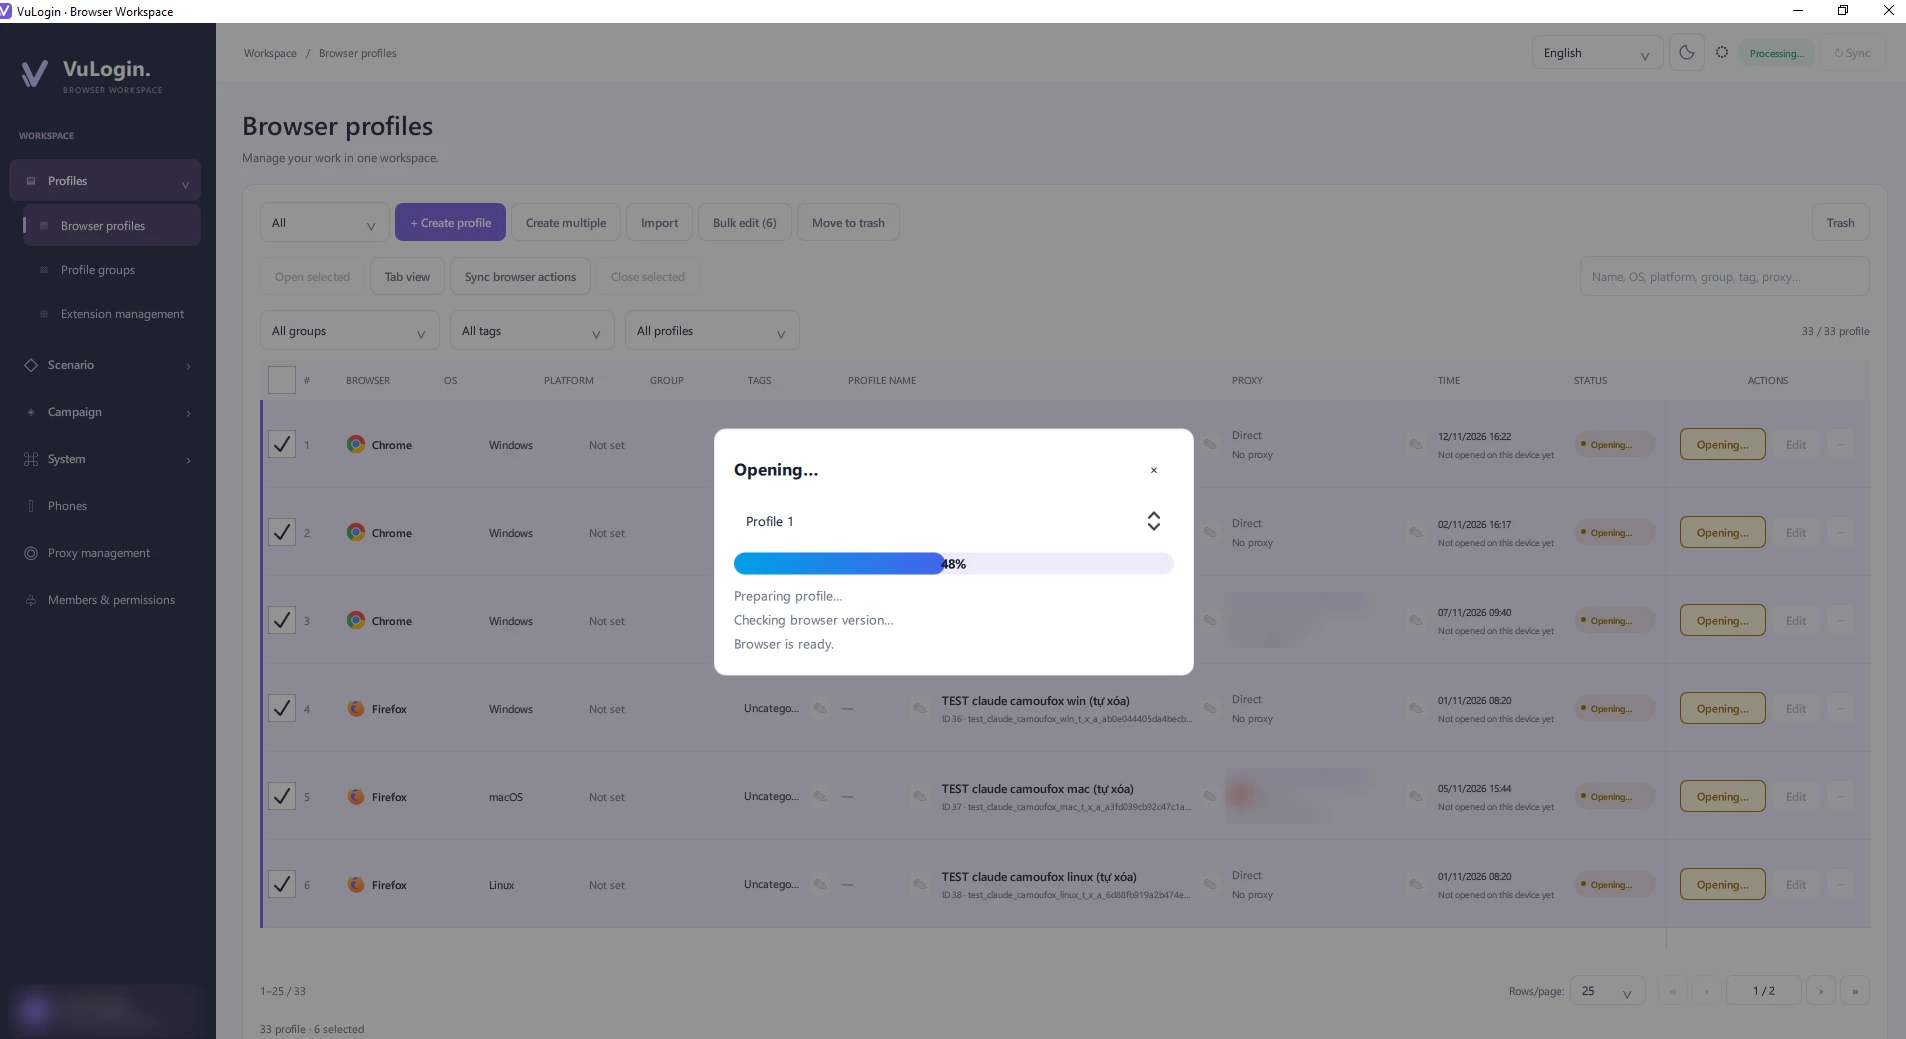 VuLogin · Browser Workspace
VuLogin.
BROWSER WORKSPACE
WORKSPACE
Profiles
Browser profiles
Profile groups
Extension management
Scenario
Campaign
System
Phones
Proxy management
Members & permissions
Workspace / Browser profiles
English
Processing...
↻ Sync
Browser profiles
Manage your work in one workspace.
All
+ Create profile
Create multiple
Import
Bulk edit (6)
Move to trash
Trash
Open selected
Tab view
Sync browser actions
Close selected
Name, OS, platform, group, tag, proxy...
All groups
All tags
All profiles
33 / 33 profile
# BROWSER OS PLATFORM GROUP TAGS PROFILE NAME PROXY TIME STATUS ACTIONS
1 Chrome Windows Not set
Direct
No proxy
12/11/2026 16:22
Not opened on this device yet
Opening...
Opening...
Edit
2 Chrome Windows Not set
Direct
No proxy
02/11/2026 16:17
Not opened on this device yet
Opening...
Opening...
Edit
3 Chrome Windows Not set
07/11/2026 09:40
Not opened on this device yet
Opening...
Opening...
Edit
Opening...
×
Profile 1
48%
Preparing profile...
Checking browser version...
Browser is ready.
4 Firefox Windows Not set Uncatego... —
TEST claude camoufox win (tự xóa)
ID 36 · test_claude_camoufox_win_t_x_a_ab0e044405da4becb...
Direct
No proxy
01/11/2026 08:20
Not opened on this device yet
Opening...
Opening...
Edit
5 Firefox macOS Not set Uncatego... —
TEST claude camoufox mac (tự xóa)
ID 37 · test_claude_camoufox_mac_t_x_a_a3fd039cb92c47c1a...
05/11/2026 15:44
Not opened on this device yet
Opening...
Opening...
Edit
6 Firefox Linux Not set Uncatego... —
TEST claude camoufox linux (tự xóa)
ID 38 · test_claude_camoufox_linux_t_x_a_6d88fb919a2b474e...
Direct
No proxy
01/11/2026 08:20
Not opened on this device yet
Opening...
Opening...
Edit
1–25 / 33
Rows/page:
25
« ‹ 1 / 2 › »
33 profile · 6 selected